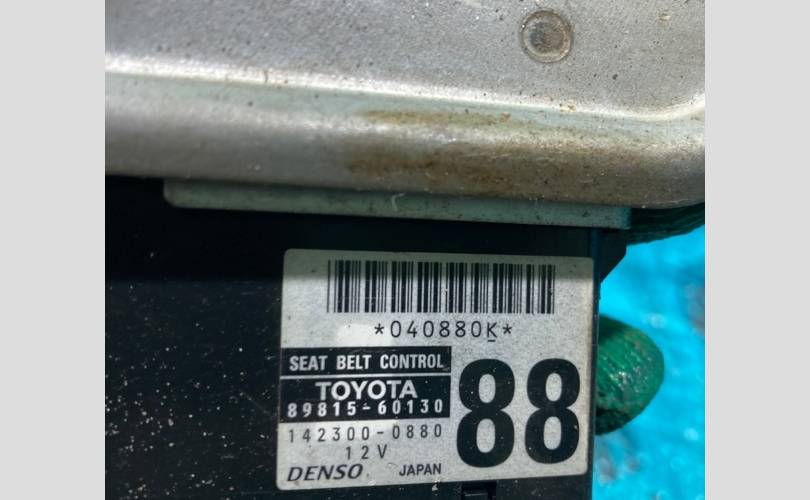 *040880K*
SEAT BELT CONTROL
TOYOTA
89815-60130
88
142300-0880
12V
DENSO JAPAN